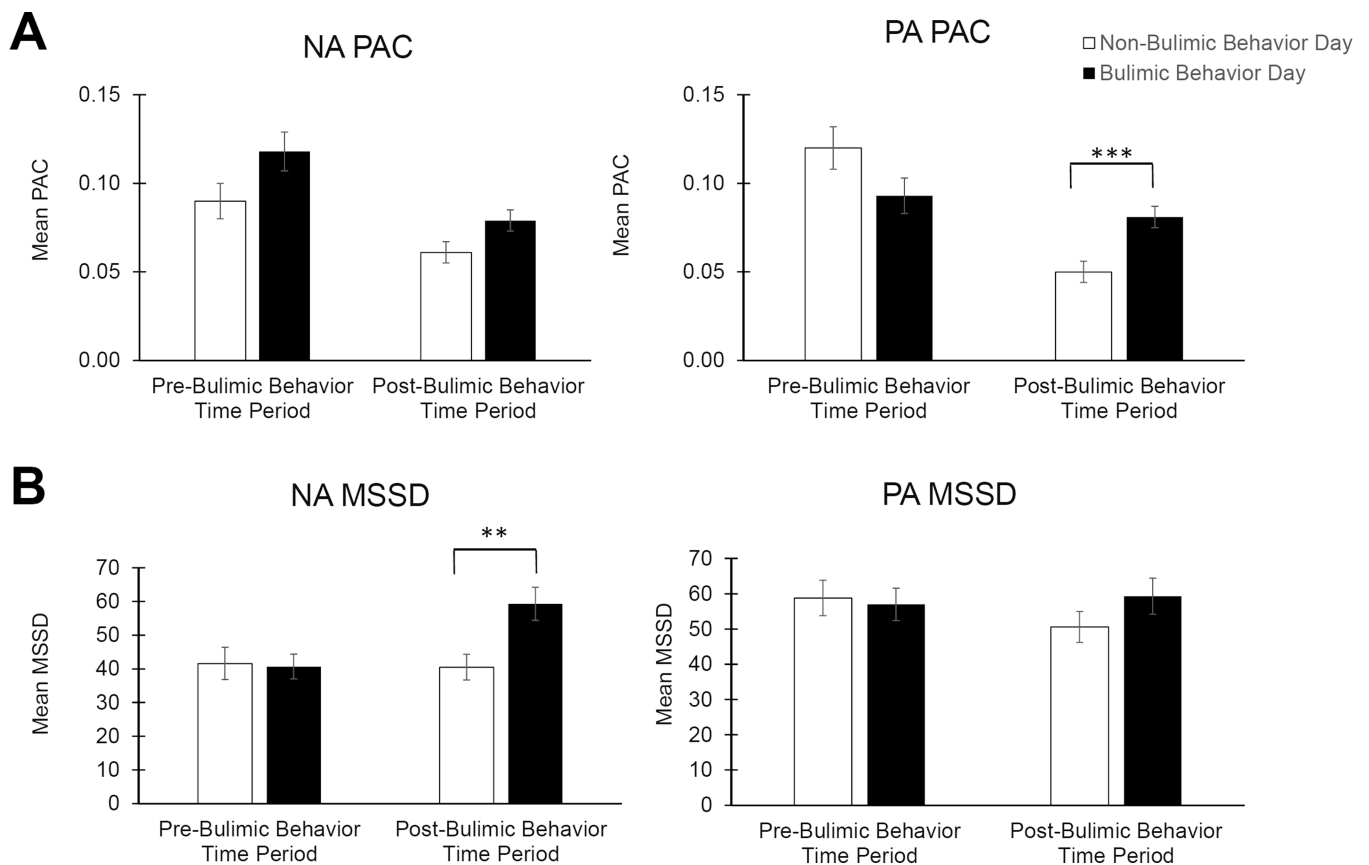 A
NA PAC
PA PAC
Non-Bulimic Behavior Day
Bulimic Behavior Day
Mean PAC
0.15
0.10
0.05
0.00
Pre-Bulimic Behavior
Time Period
Post-Bulimic Behavior
Time Period
Mean PAC
0.15
0.10
0.05
0.00
***
Pre-Bulimic Behavior
Time Period
Post-Bulimic Behavior
Time Period
B
NA MSSD
PA MSSD
Mean MSSD
70
60
50
40
30
20
10
0
**
Pre-Bulimic Behavior
Time Period
Post-Bulimic Behavior
Time Period
Mean MSSD
70
60
50
40
30
20
10
0
Pre-Bulimic Behavior
Time Period
Post-Bulimic Behavior
Time Period